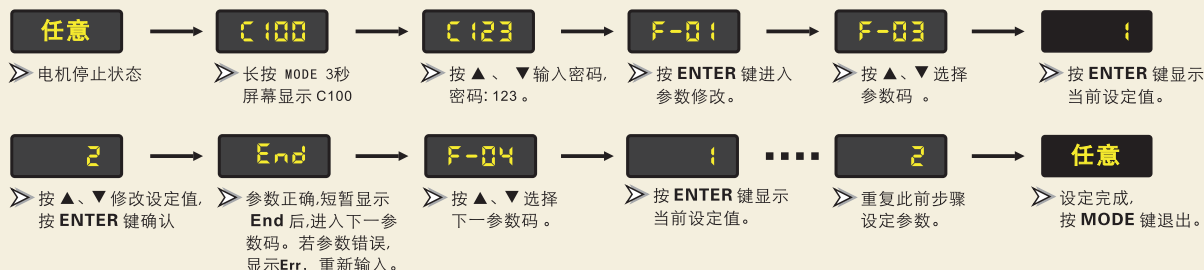 任意
C100
C123
F-01
F-03
1
电机停止状态
长按 MODE 3秒
屏幕显示 C100
按 ▲、 ▼输入密码,
密码: 123 。
按 ENTER 键进入
参数修改。
按 ▲、▼ 选择
参数码 。
按 ENTER 键显示
当前设定值。
2
End
F-04
1
2
任意
按 ▲、▼ 修改设定值,
按 ENTER 键确认
参数正确,短暂显示
End 后,进入下一参
数码。若参数错误,
显示Err, 重新输入。
按 ▲、▼ 选择
下一参数码 。
按 ENTER 键显示
当前设定值。
重复此前步骤
设定参数。
设定完成,
按 MODE 键退出。